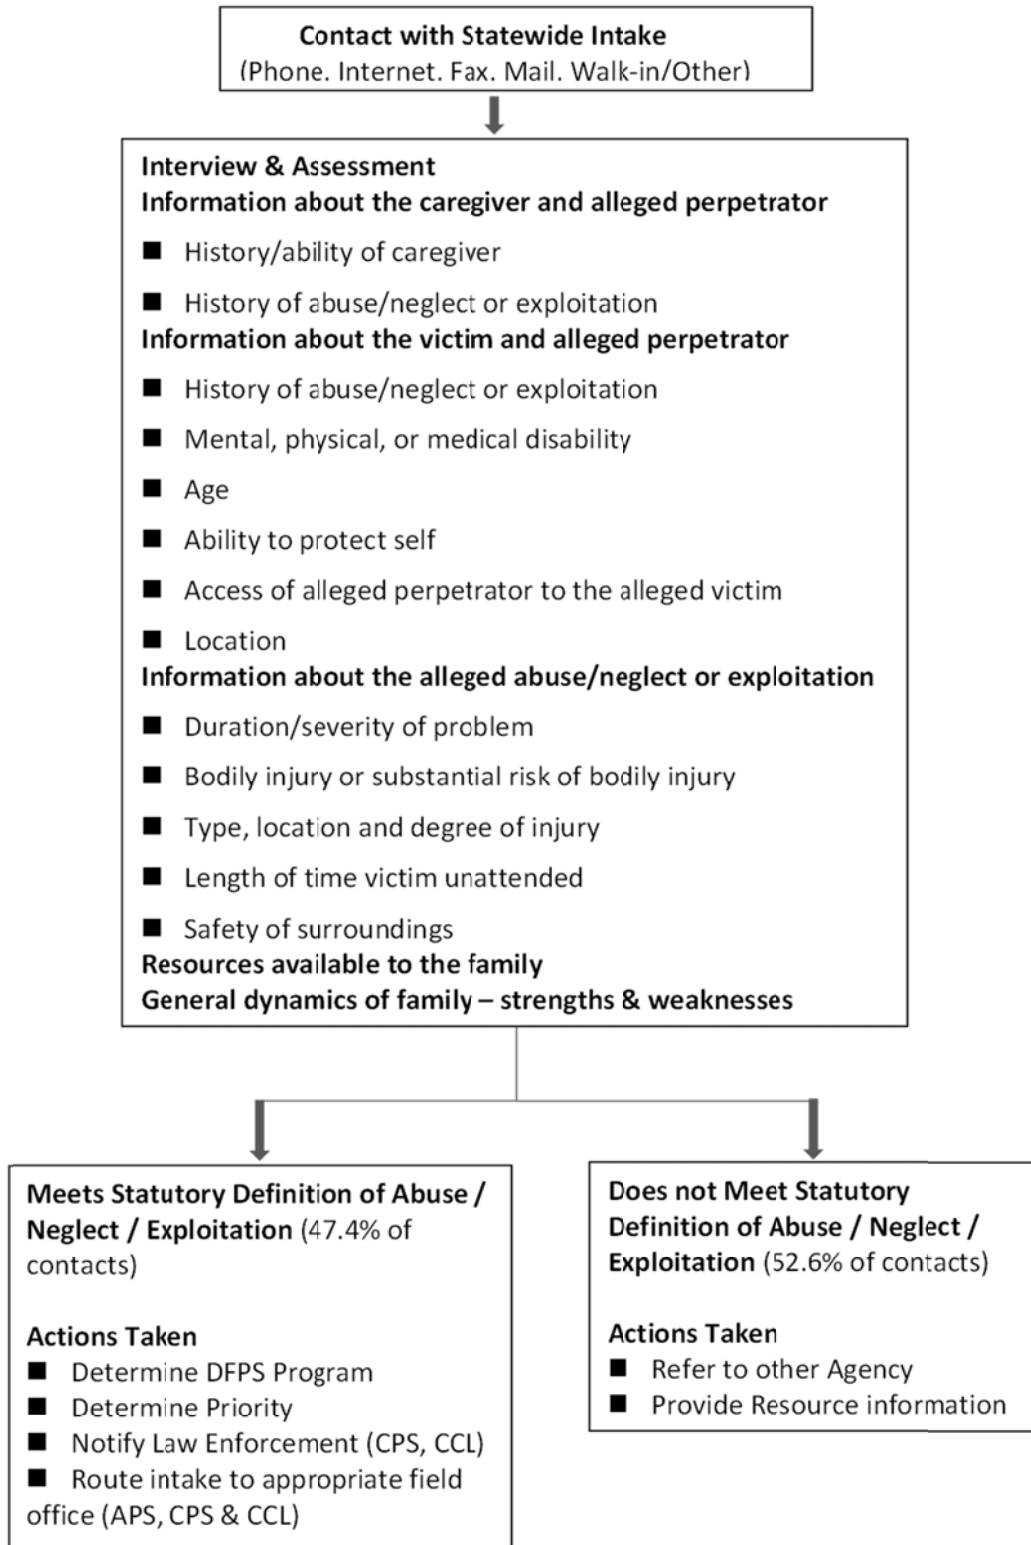 Contact with Statewide Intake
(Phone. Internet. Fax. Mail. Walk-in/Other)
Interview & Assessment
Information about the caregiver and alleged perpetrator
■ History/ability of caregiver
■ History of abuse/neglect or exploitation
Information about the victim and alleged perpetrator
■ History of abuse/neglect or exploitation
■ Mental, physical, or medical disability
■ Age
■ Ability to protect self
■ Access of alleged perpetrator to the alleged victim
■ Location
Information about the alleged abuse/neglect or exploitation
■ Duration/severity of problem
■ Bodily injury or substantial risk of bodily injury
■ Type, location and degree of injury
■ Length of time victim unattended
■ Safety of surroundings
Resources available to the family
General dynamics of family – strengths & weaknesses
Meets Statutory Definition of Abuse /
Neglect / Exploitation (47.4% of
contacts)
Actions Taken
■ Determine DFPS Program
■ Determine Priority
■ Notify Law Enforcement (CPS, CCL)
■ Route intake to appropriate field
office (APS, CPS & CCL)
Does not Meet Statutory
Definition of Abuse / Neglect /
Exploitation (52.6% of contacts)
Actions Taken
■ Refer to other Agency
■ Provide Resource information